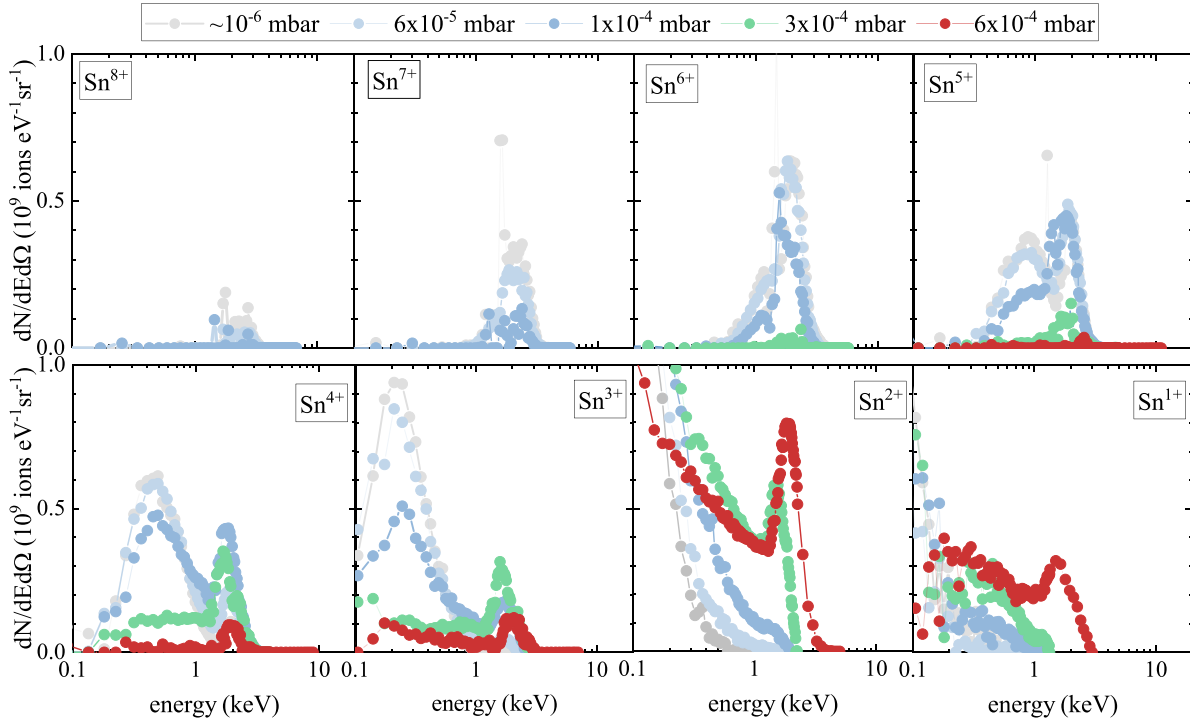 ~10⁻⁶ mbar 6x10⁻⁵ mbar 1x10⁻⁴ mbar 3x10⁻⁴ mbar 6x10⁻⁴ mbar
1.0
Sn⁸⁺ Sn⁷⁺ Sn⁶⁺ Sn⁵⁺
dN/dEdΩ (10⁹ ions eV⁻¹sr⁻¹)
0.5
0.0
1.0
Sn⁴⁺ Sn³⁺ Sn²⁺ Sn¹⁺
dN/dEdΩ (10⁹ ions eV⁻¹sr⁻¹)
0.5
0.0
0.1 1 10 0.1 1 10 0.1 1 10 0.1 1 10
energy (keV) energy (keV) energy (keV) energy (keV)